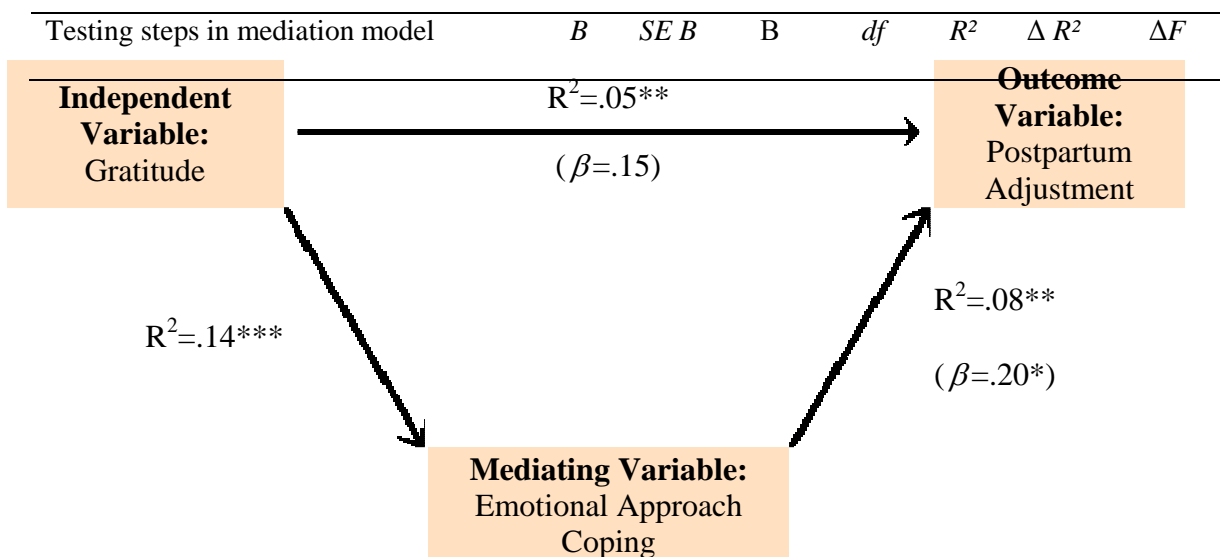 Testing steps in mediation model B SE B B df R² Δ R² ΔF
Independent
Variable:
Gratitude
R²=.05**
(β=.15)
Outcome
Variable:
Postpartum
Adjustment
R²=.14***
R²=.08**
(β=.20*)
Mediating Variable:
Emotional Approach
Coping